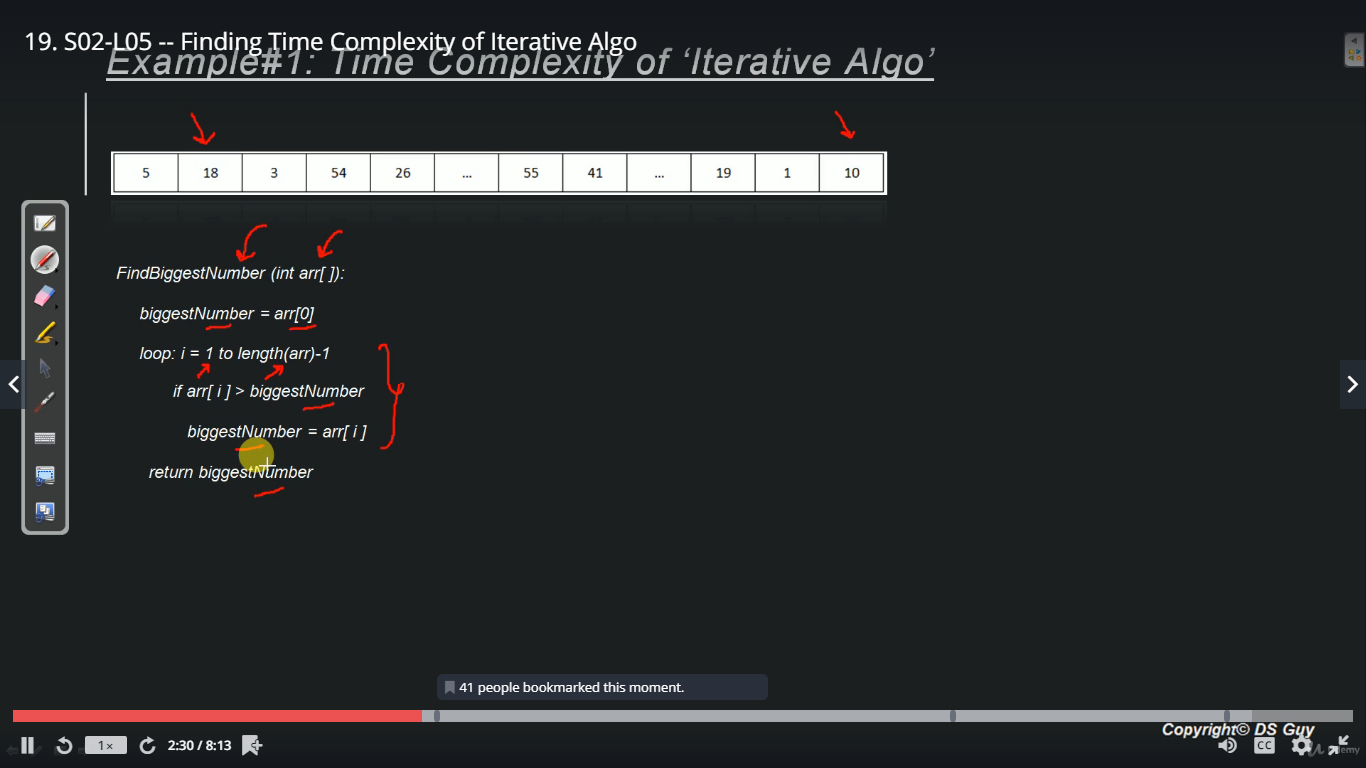 19. S02-L05 -- Finding Time Complexity of Iterative Algo
Example#1: Time Complexity of ‘Iterative Algo’
5 18 3 54 26 ... 55 41 ... 19 1 10
FindBiggestNumber (int arr[ ]):
biggestNumber = arr[0]
loop: i = 1 to length(arr)-1
if arr[ i ] > biggestNumber
biggestNumber = arr[ i ]
return biggestNumber
41 people bookmarked this moment.
Copyright© DS Guy
1x 2:30 / 8:13 CC